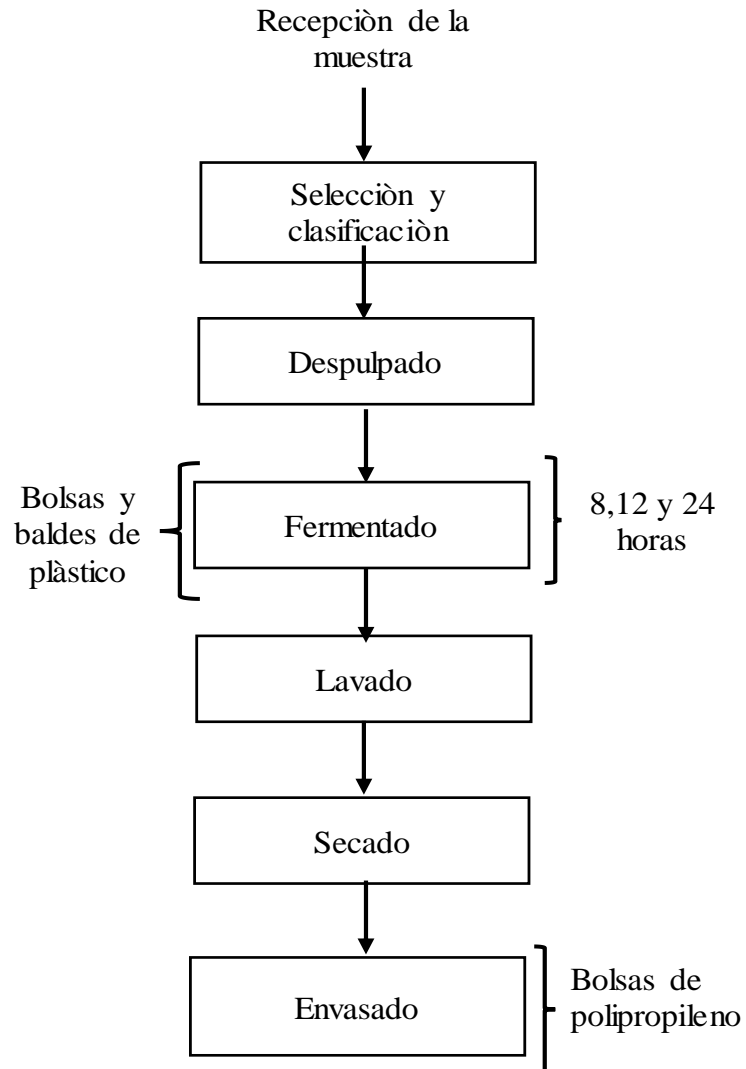 Recepciòn de la
muestra
Selecciòn y
clasificaciòn
Despulpado
Bolsas y
baldes de
plàstico
Fermentado
8,12 y 24
horas
Lavado
Secado
Envasado
Bolsas de
polipropileno